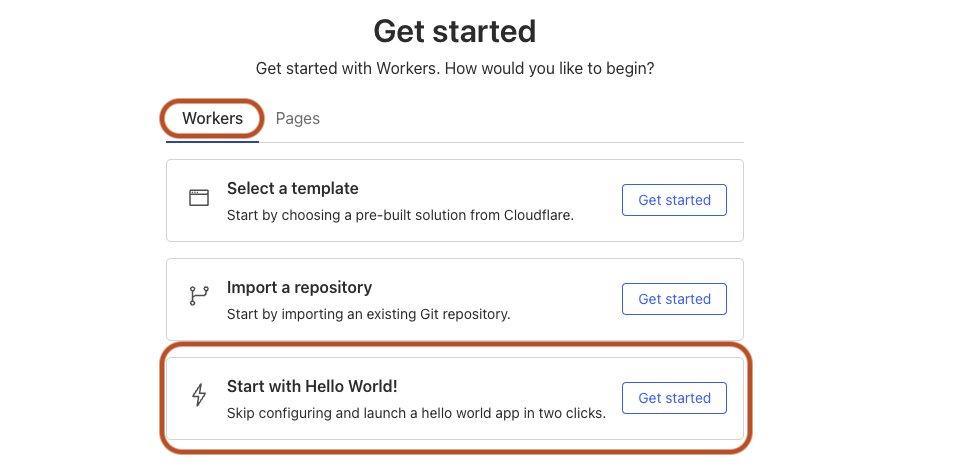 Get started
Get started with Workers. How would you like to begin?
Workers Pages
Select a template
Start by choosing a pre-built solution from Cloudflare.
Get started
Import a repository
Start by importing an existing Git repository.
Get started
Start with Hello World!
Skip configuring and launch a hello world app in two clicks.
Get started